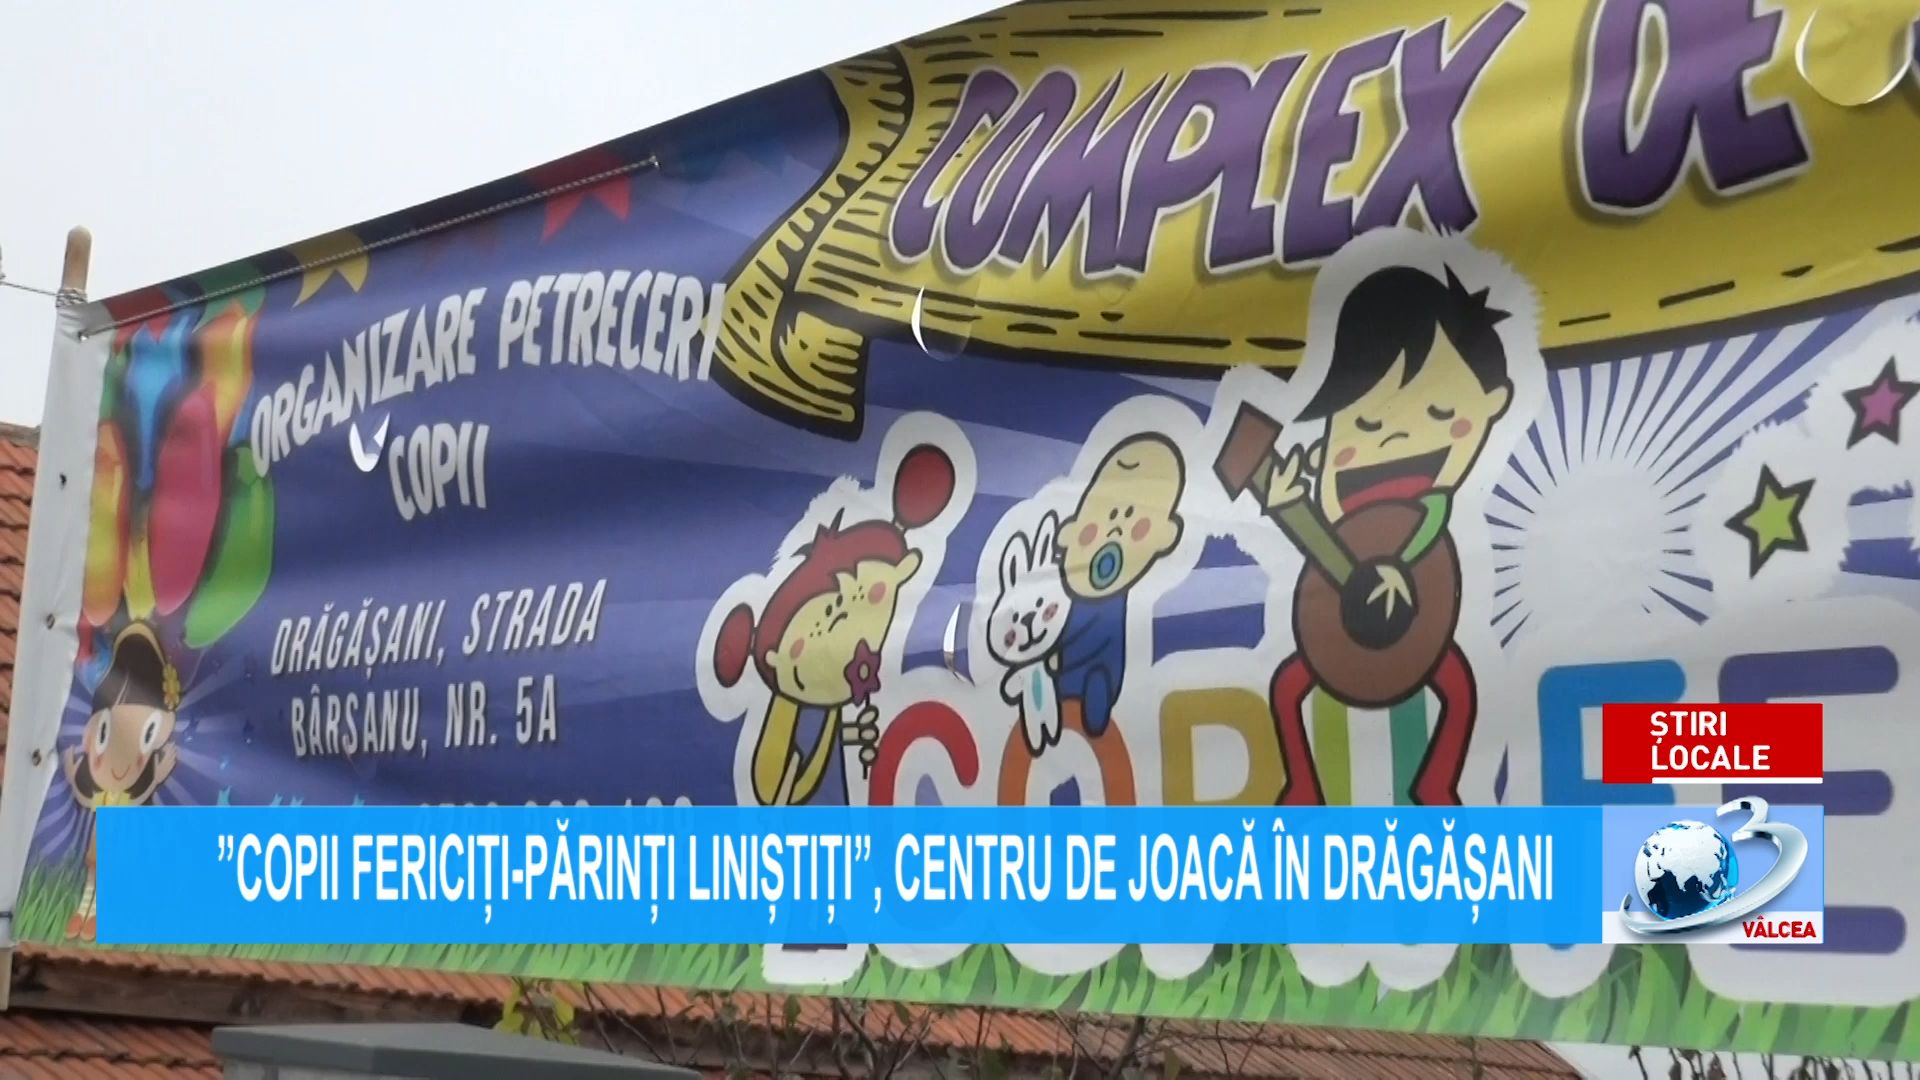 COMPLEX DE
ORGANIZARE PETRECERI
COPII
DRĂGĂȘANI, STRADA
BÂRSANU, NR. 5A
ȘTIRI
LOCALE
”COPII FERICIȚI-PĂRINȚI LINIȘTIȚI”, CENTRU DE JOACĂ ÎN DRĂGĂȘANI
3
VÂLCEA